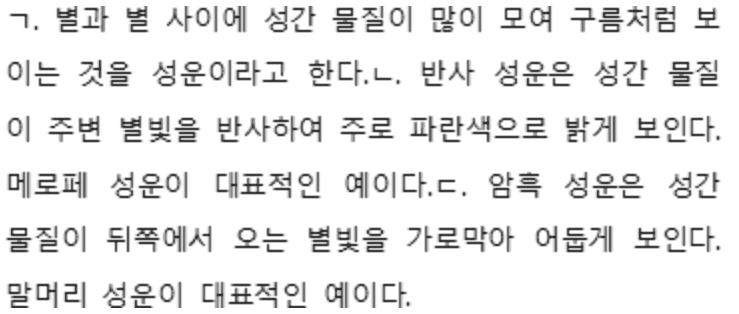 ㄱ. 별과 별 사이에 성간 물질이 많이 모여 구름처럼 보
이는 것을 성운이라고 한다.ㄴ. 반사 성운은 성간 물질
이 주변 별빛을 반사하여 주로 파란색으로 밝게 보인다.
메로페 성운이 대표적인 예이다.ㄷ. 암흑 성운은 성간
물질이 뒤쪽에서 오는 별빛을 가로막아 어둡게 보인다.
말머리 성운이 대표적인 예이다.